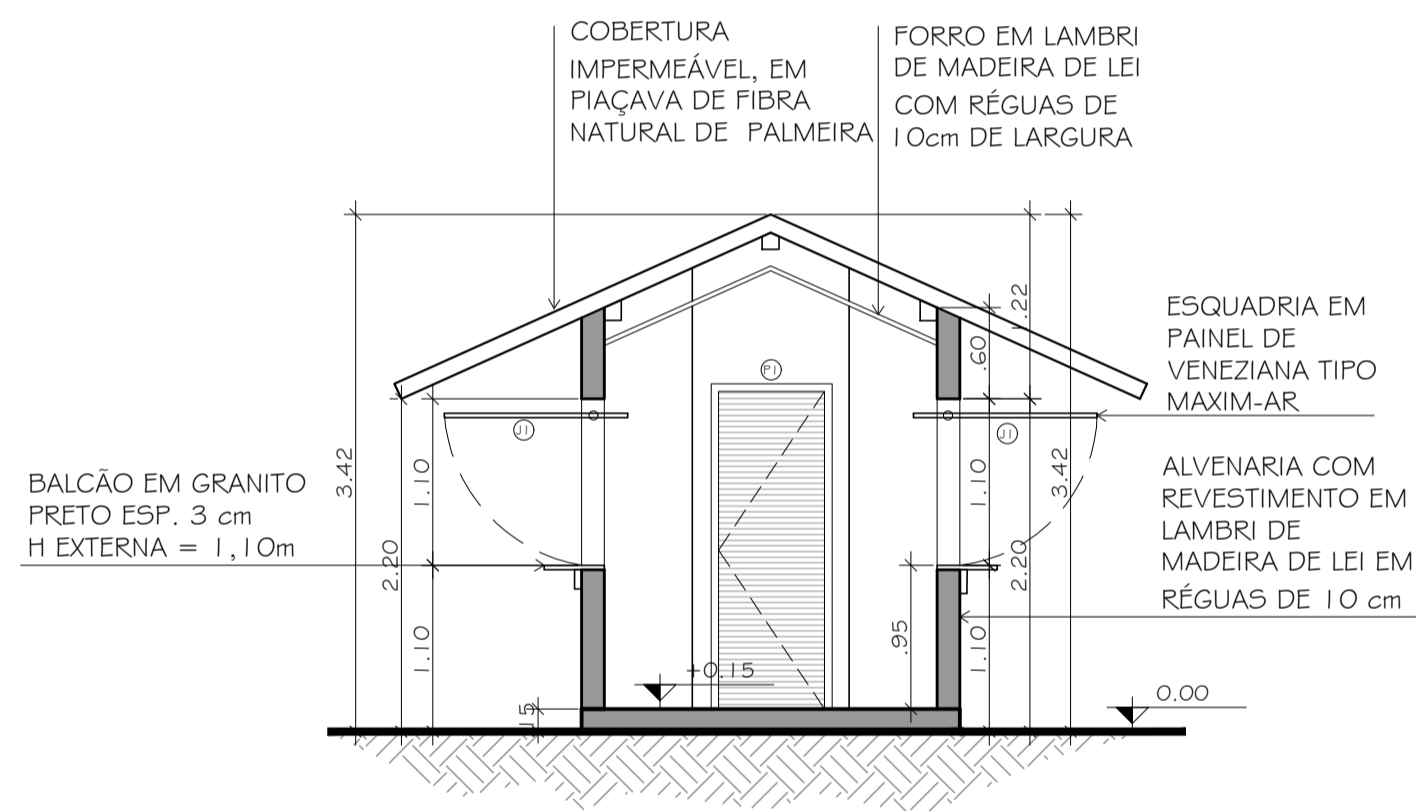 COBERTURA
IMPERMEÁVEL, EM
PIAÇAVA DE FIBRA
NATURAL DE PALMEIRA
FORRO EM LAMBRI
DE MADEIRA DE LEI
COM RÉGUAS DE
10cm DE LARGURA
ESQUADRIA EM
PAINEL DE
VENEZIANA TIPO
MAXIM-AR
ALVENARIA COM
REVESTIMENTO EM
LAMBRI DE
MADEIRA DE LEI EM
RÉGUAS DE 10 cm
BALCÃO EM GRANITO
PRETO ESP. 3 cm
H EXTERNA = 1,10m
3.42
2.20
1.10
1.10
.15
J1
P1
J1
+0.15
.95
.60
1.10
1.10
1.22
2.20
3.42
0.00